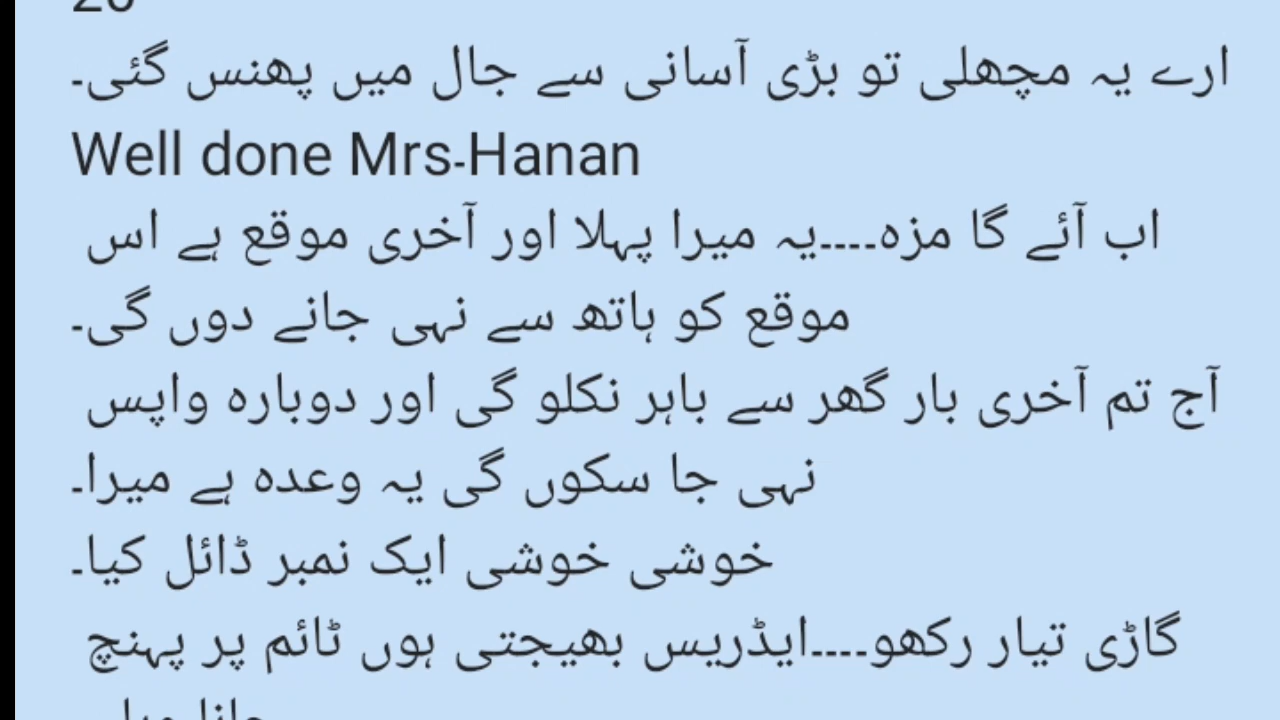 ارے یہ مچھلی تو بڑی آسانی سے جال میں پھنس گئی۔
Well done Mrs-Hanan
اب آئے گا مزہ۔۔۔۔یہ میرا پہلا اور آخری موقع ہے اس
موقع کو ہاتھ سے نہی جانے دوں گی۔
آج تم آخری بار گھر سے باہر نکلو گی اور دوبارہ واپس
نہی جا سکوں گی یہ وعدہ ہے میرا۔
خوشی خوشی ایک نمبر ڈائل کیا۔
گاڑی تیار رکھو۔۔۔۔ایڈریس بھیجتی ہوں ٹائم پر پہنچ